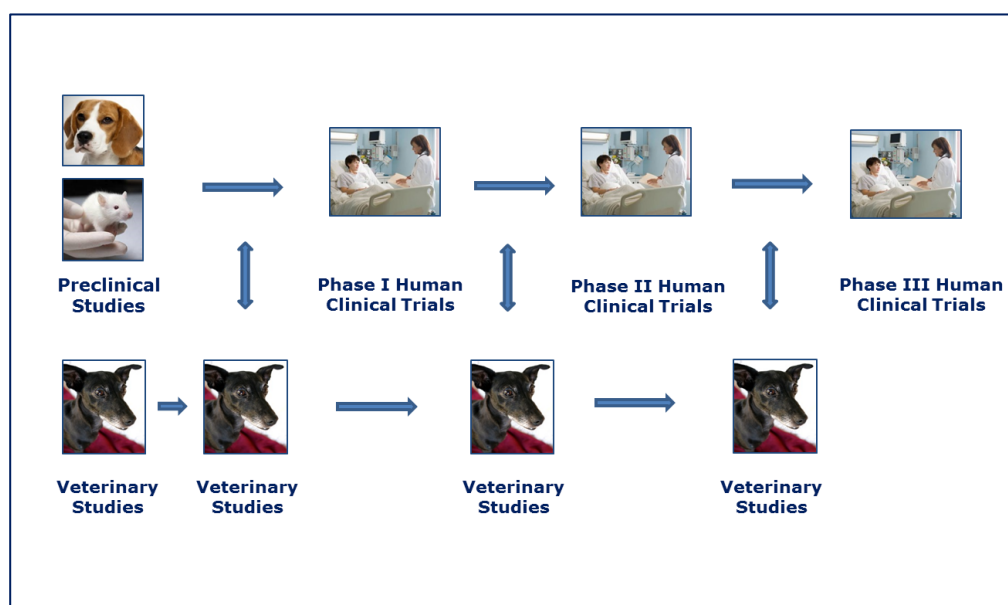 Preclinical
Studies
Phase I Human
Clinical Trials
Phase II Human
Clinical Trials
Phase III Human
Clinical Trials
Veterinary
Studies
Veterinary
Studies
Veterinary
Studies
Veterinary
Studies